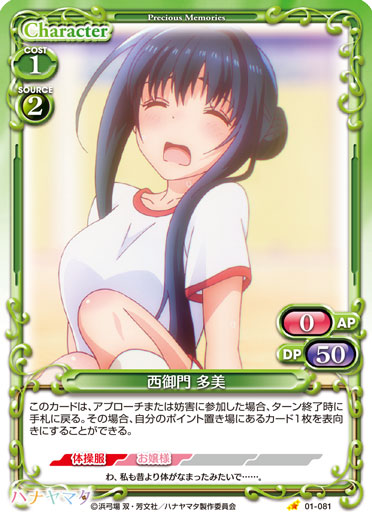 Precious Memories
Character
COST
1
SOURCE
2
0 AP
DP 50
西御門 多美
このカードは、アプローチまたは妨害に参加した場合、ターン終了時に
手札に戻る。その場合、自分のポイント置き場にあるカード1枚を表向
きにすることができる。
体操服 お嬢様
わ、私も昔より体がなまったみたいで……。
ハナヤマタ
01-081
©浜弓場 双・芳文社/ハナヤマタ製作委員会